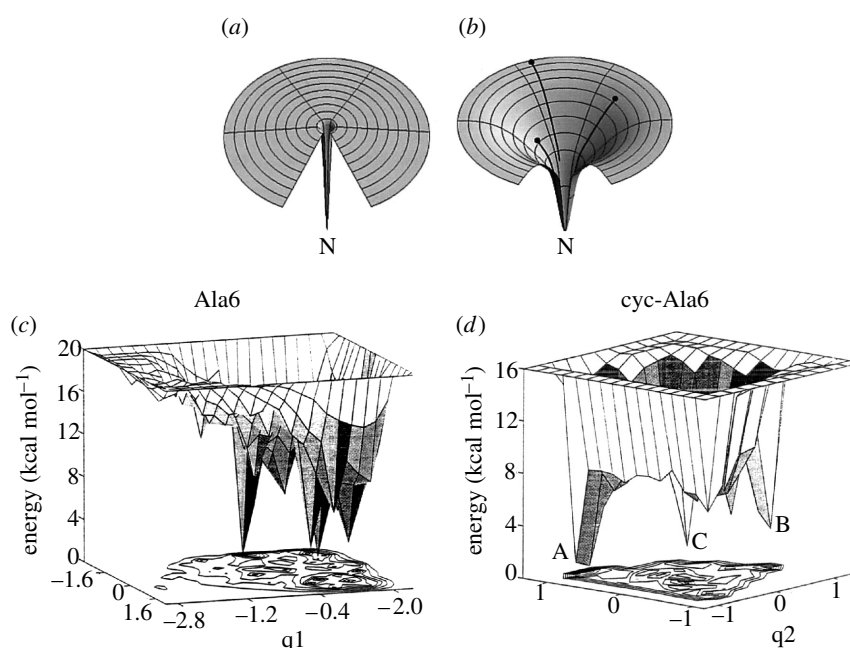 (a)
(b)
N
N
Ala6
cyc-Ala6
(c)
(d)
20
16
12
8
4
0
energy (kcal mol−1)
−1.6
0
1.6
−2.8
−1.2
−0.4
−2.0
q1
16
12
8
4
0
energy (kcal mol−1)
A
C
B
1
0
−1
−1
0
1
q2